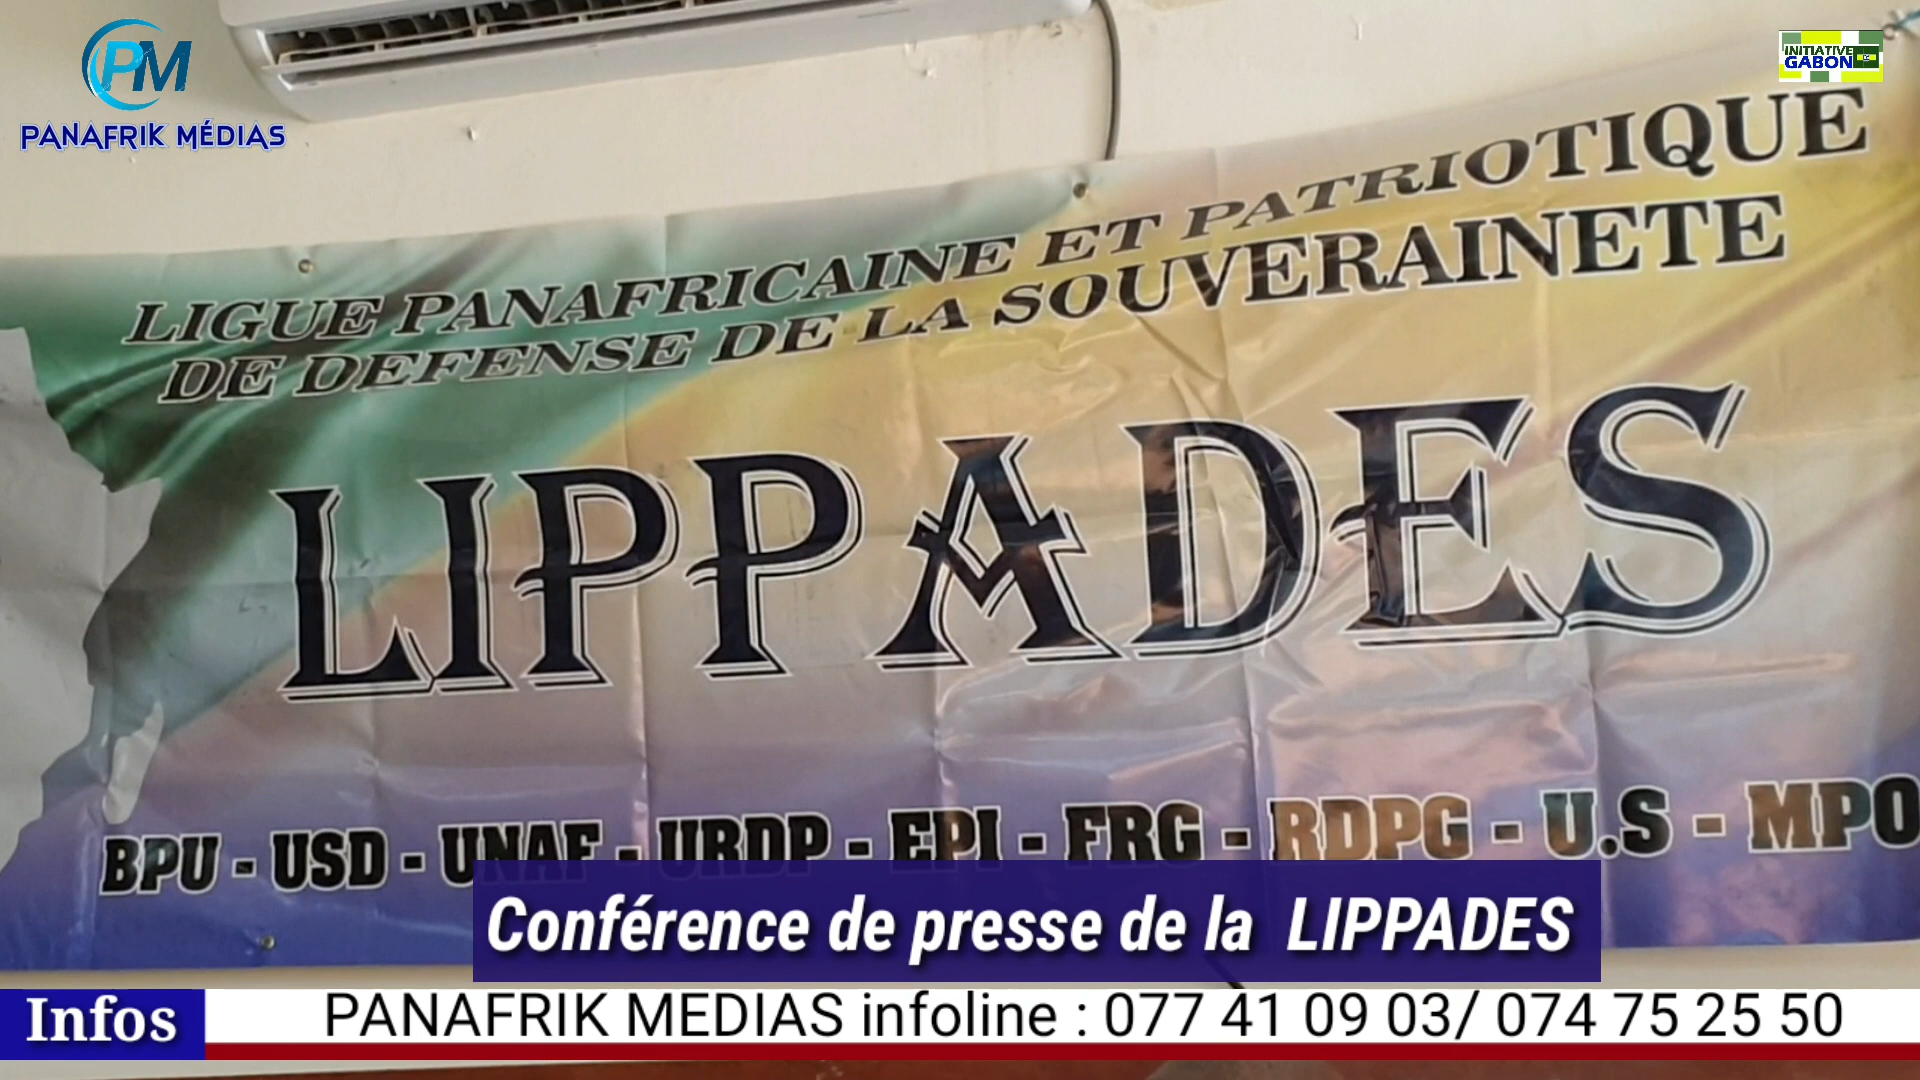 PM
PANAFRIK MÉDIAS
INITIATIVE
GABON
LIGUE PANAFRICAINE ET PATRIOTIQUE
DE DEFENSE DE LA SOUVERAINETE
LIPPADES
BPU - USD - UNAF - URDP - EPI - FRG - RDPG - U.S - MPO
Conférence de presse de la LIPPADES
Infos
PANAFRIK MEDIAS infoline : 077 41 09 03/ 074 75 25 50